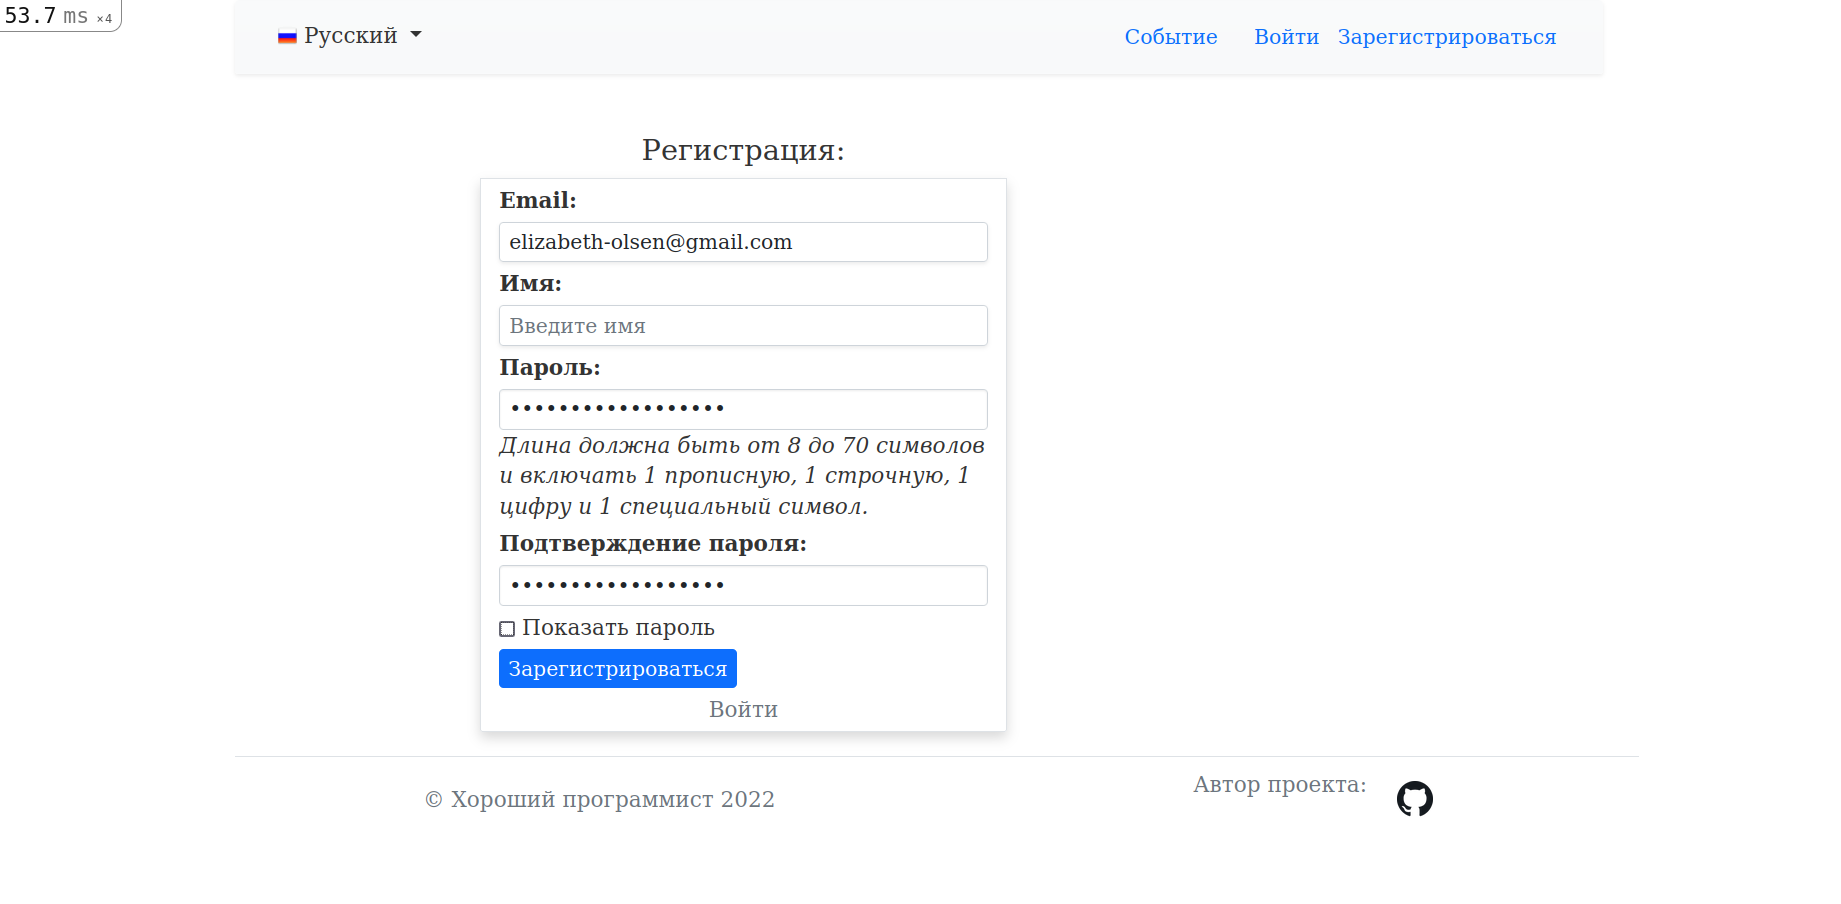 53.7 ms ×4
Русский
Событие Войти Зарегистрироваться
Регистрация:
Email:
elizabeth-olsen@gmail.com
Имя:
Введите имя
Пароль:
••••••••••••••••••
Длина должна быть от 8 до 70 символов
и включать 1 прописную, 1 строчную, 1
цифру и 1 специальный символ.
Подтверждение пароля:
••••••••••••••••••
Показать пароль
Зарегистрироваться
Войти
Автор проекта:
© Хороший программист 2022